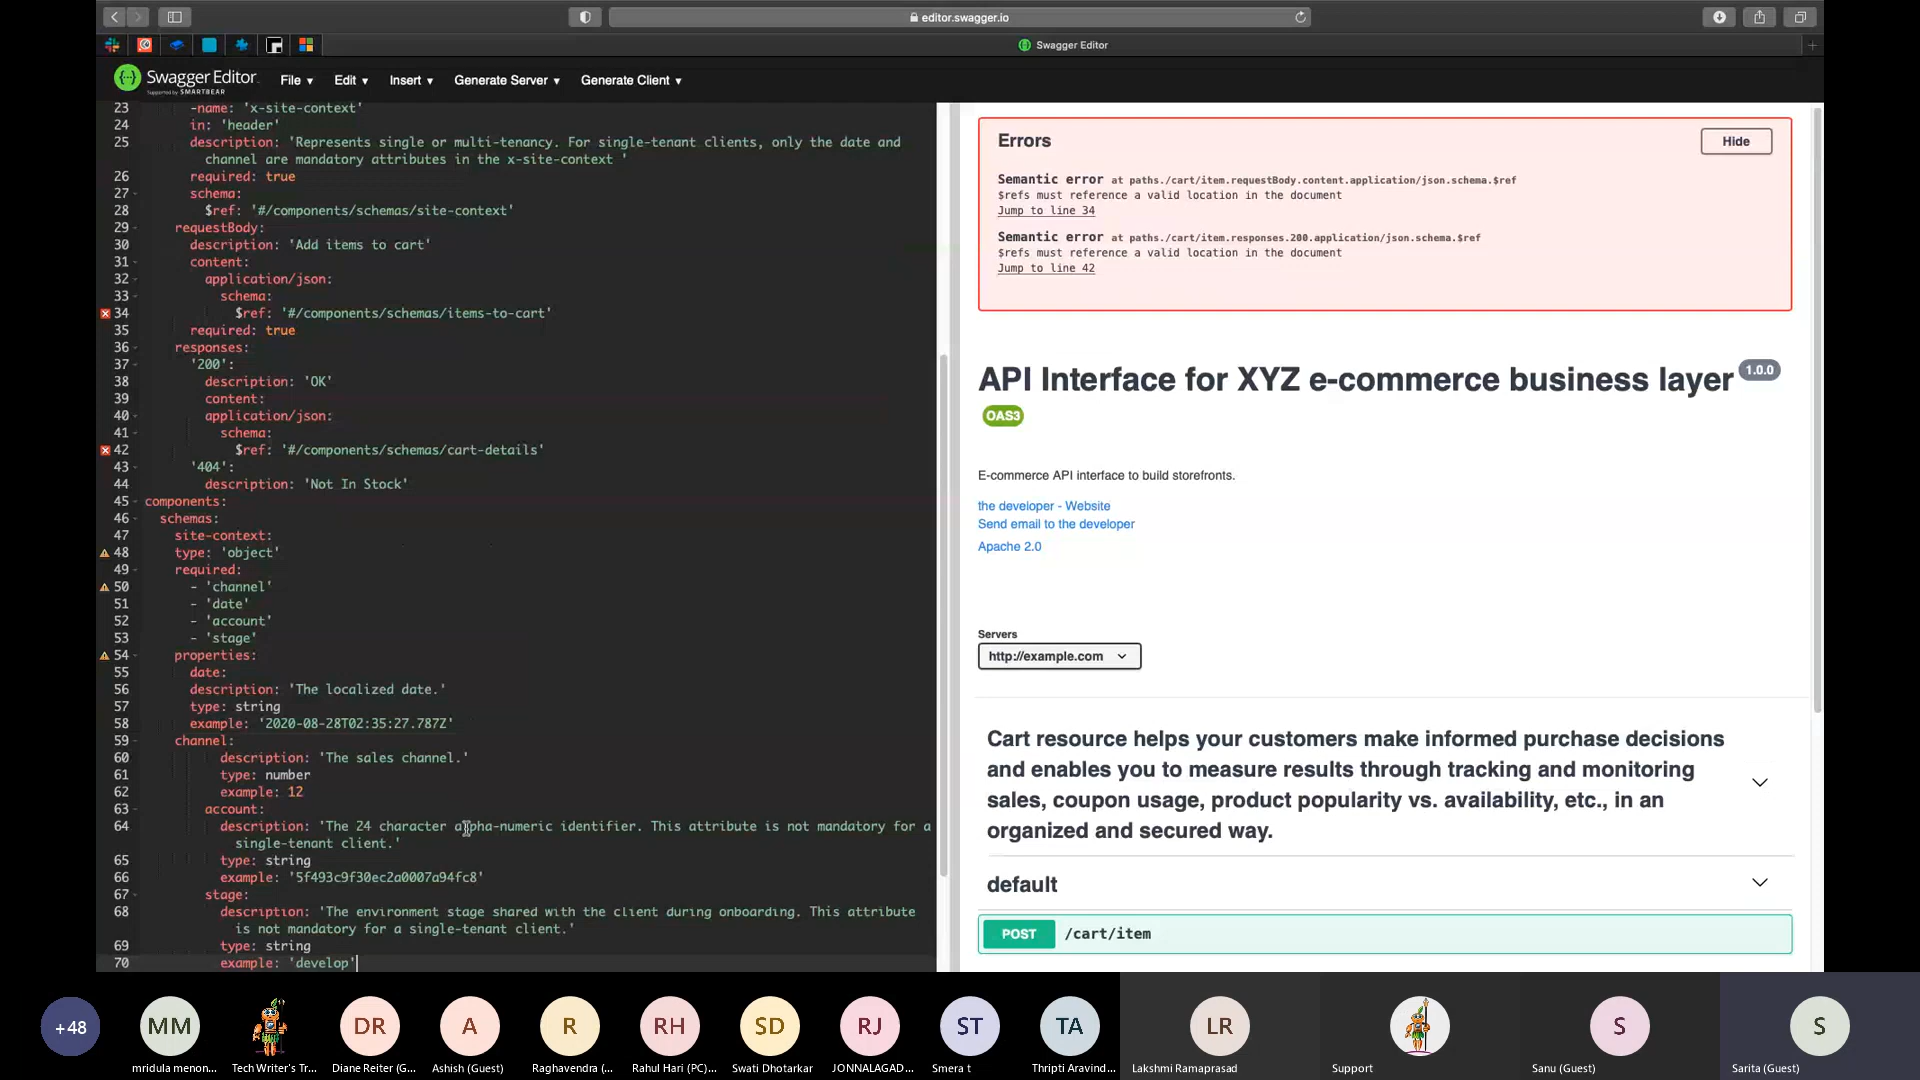 editor.swagger.io
Swagger Editor
Swagger Editor
Supported by SMARTBEAR
File
Edit
Insert
Generate Server
Generate Client
23 -name: 'x-site-context'
24 in: 'header'
25 description: 'Represents single or multi-tenancy. For single-tenant clients, only the date and
channel are mandatory attributes in the x-site-context '
26 required: true
27 schema:
28 $ref: '#/components/schemas/site-context'
29 requestBody:
30 description: 'Add items to cart'
31 content:
32 application/json:
33 schema:
34 $ref: '#/components/schemas/items-to-cart'
35 required: true
36 responses:
37 '200':
38 description: 'OK'
39 content:
40 application/json:
41 schema:
42 $ref: '#/components/schemas/cart-details'
43 '404':
44 description: 'Not In Stock'
45 components:
46 schemas:
47 site-context:
48 type: 'object'
49 required:
50 - 'channel'
51 - 'date'
52 - 'account'
53 - 'stage'
54 properties:
55 date:
56 description: 'The localized date.'
57 type: string
58 example: '2020-08-28T02:35:27.787Z'
59 channel:
60 description: 'The sales channel.'
61 type: number
62 example: 12
63 account:
64 description: 'The 24 character alpha-numeric identifier. This attribute is not mandatory for a
single-tenant client.'
65 type: string
66 example: '5f493c9f30ec2a0007a94fc8'
67 stage:
68 description: 'The environment stage shared with the client during onboarding. This attribute
is not mandatory for a single-tenant client.'
69 type: string
70 example: 'develop'
Errors
Hide
Semantic error at paths./cart/item.requestBody.content.application/json.schema.$ref
$refs must reference a valid location in the document
Jump to line 34
Semantic error at paths./cart/item.responses.200.application/json.schema.$ref
$refs must reference a valid location in the document
Jump to line 42
API Interface for XYZ e-commerce business layer 1.0.0
OAS3
E-commerce API interface to build storefronts.
the developer - Website
Send email to the developer
Apache 2.0
Servers
http://example.com
Cart resource helps your customers make informed purchase decisions
and enables you to measure results through tracking and monitoring
sales, coupon usage, product popularity vs. availability, etc., in an
organized and secured way.
default
POST /cart/item
+48
MM
DR
A
R
RH
SD
RJ
ST
TA
LR
S
S
mridula menon...
Tech Writer's Tr...
Diane Reiter (G...
Ashish (Guest)
Raghavendra (...
Rahul Hari (PC)...
Swati Dhotarkar
JONNALAGAD...
Smera t
Thripti Aravind...
Lakshmi Ramaprasad
Support
Sanu (Guest)
Sarita (Guest)